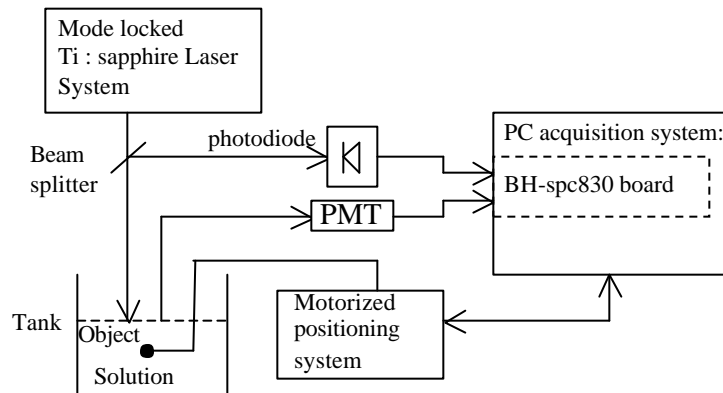 Mode locked
Ti : sapphire Laser
System
Beam
splitter
photodiode
PC acquisition system:
BH-spc830 board
PMT
Tank
Object
Solution
Motorized
positioning
system